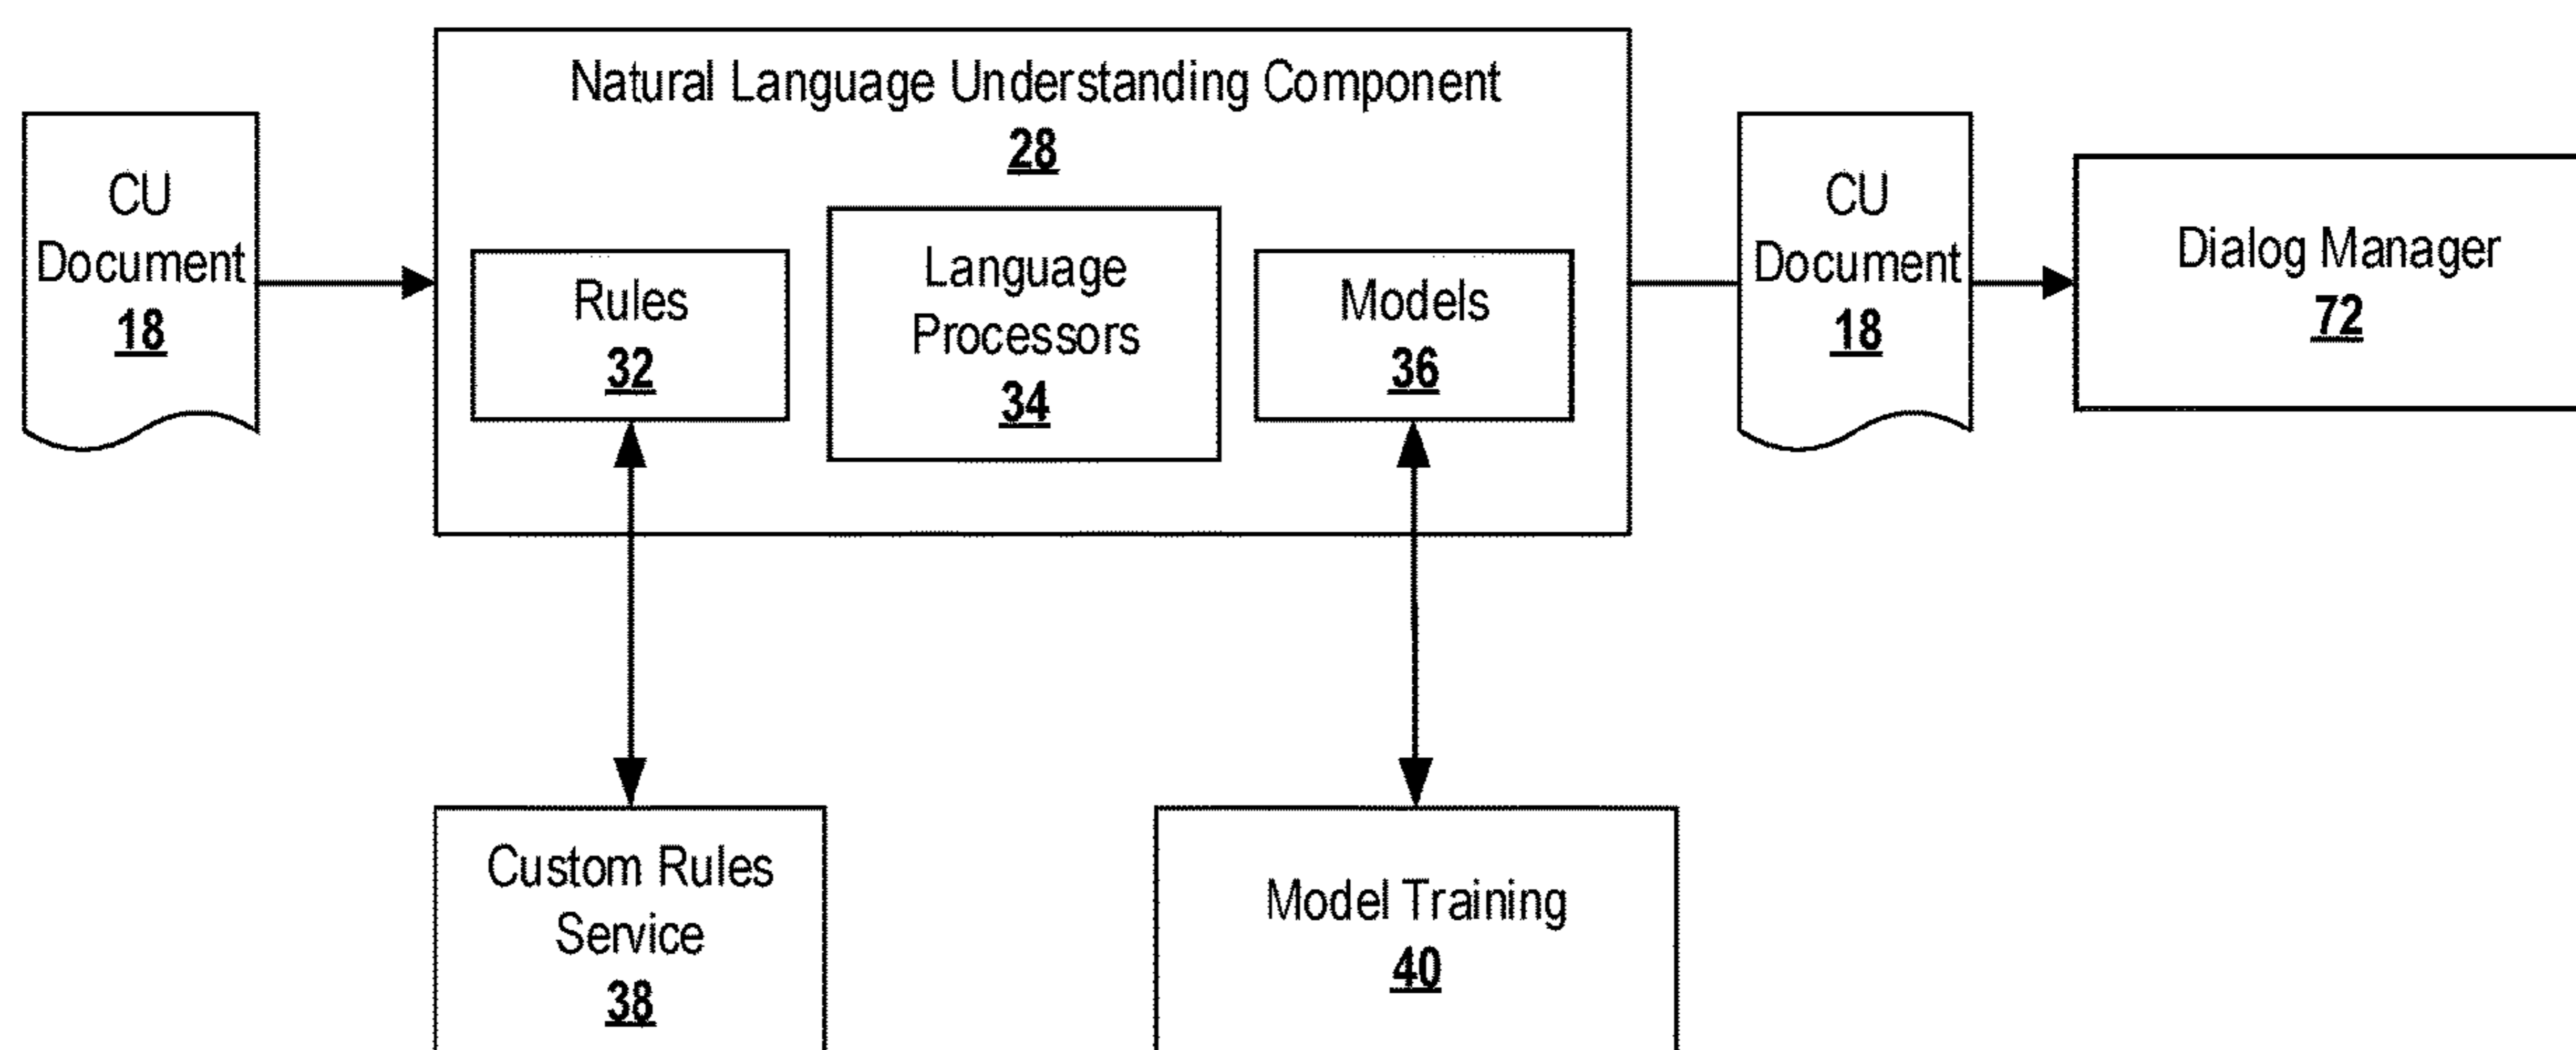 Natural Language Understanding Component
28
CU
Document
18
Rules
32
Language
Processors
34
Models
36
CU
Document
18
Dialog Manager
72
Custom Rules
Service
38
Model Training
40